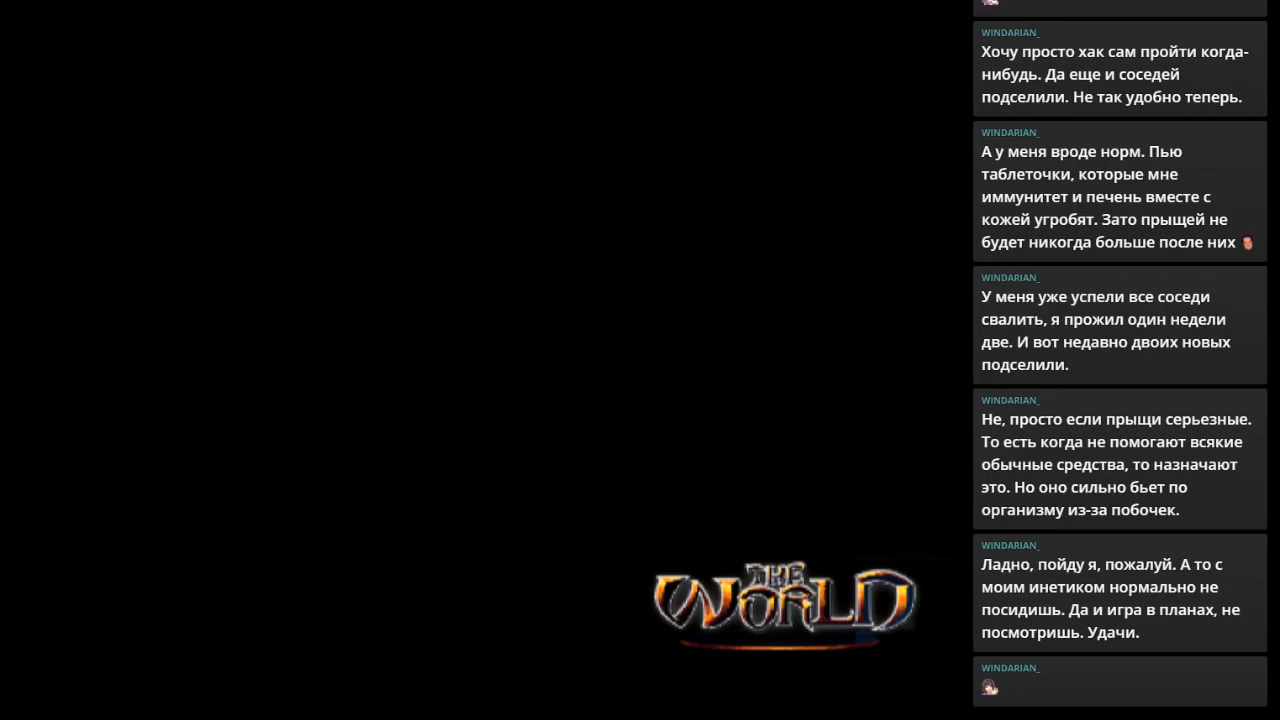 WINDARIAN_
Хочу просто хак сам пройти когда-
нибудь. Да еще и соседей
подселили. Не так удобно теперь.
WINDARIAN_
А у меня вроде норм. Пью
таблеточки, которые мне
иммунитет и печень вместе с
кожей угробят. Зато прыщей не
будет никогда больше после них
WINDARIAN_
У меня уже успели все соседи
свалить, я прожил один недели
две. И вот недавно двоих новых
подселили.
WINDARIAN_
Не, просто если прыщи серьезные.
То есть когда не помогают всякие
обычные средства, то назначают
это. Но оно сильно бьет по
организму из-за побочек.
WINDARIAN_
Ладно, пойду я, пожалуй. А то с
моим инетиком нормально не
посидишь. Да и игра в планах, не
посмотришь. Удачи.
WINDARIAN_
THE
WORLD